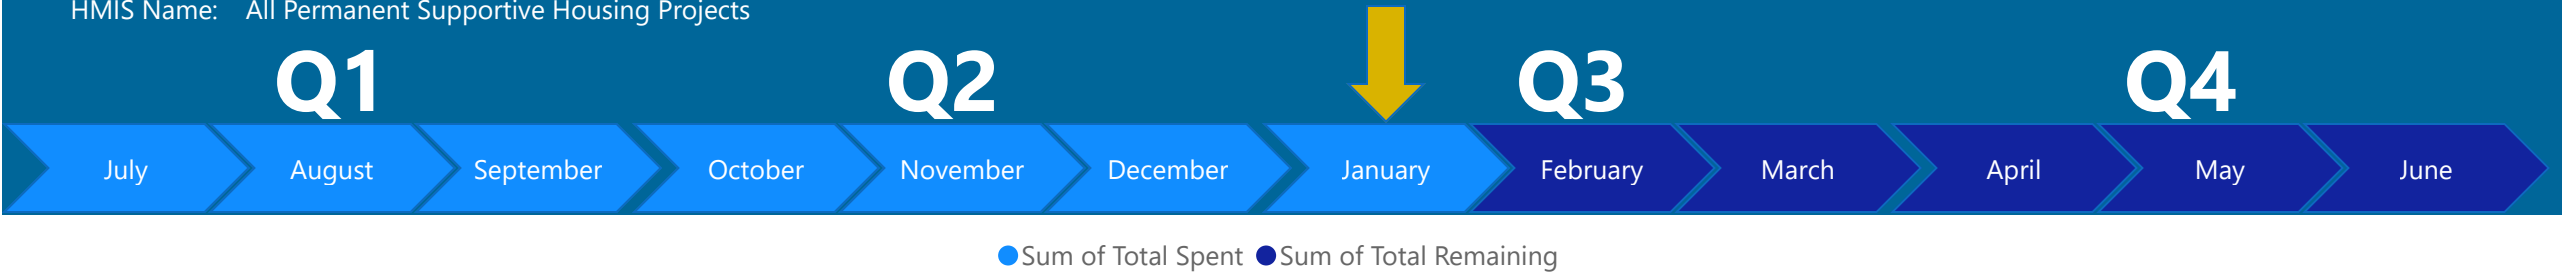 HMIS Name: All Permanent Supportive Housing Projects
Q1 Q2 Q3 Q4
July August September October November December January February March April May June
Sum of Total Spent Sum of Total Remaining